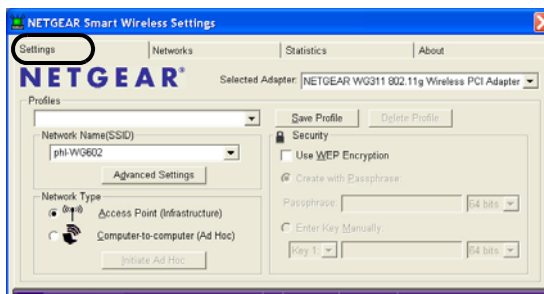 NETGEAR Smart Wireless Settings
Settings Networks Statistics About
NETGEAR® Selected Adapter: NETGEAR WG311 802.11g Wireless PCI Adapter
Profiles
Save Profile Delete Profile
Network Name(SSID)
phl-WG602
Advanced Settings
Security
Use WEP Encryption
Create with Passphrase:
Passphrase: 64 bits
Enter Key Manually:
Key 1: 64 bits
Network Type
Access Point (Infrastructure)
Computer-to-computer (Ad Hoc)
Initiate Ad Hoc